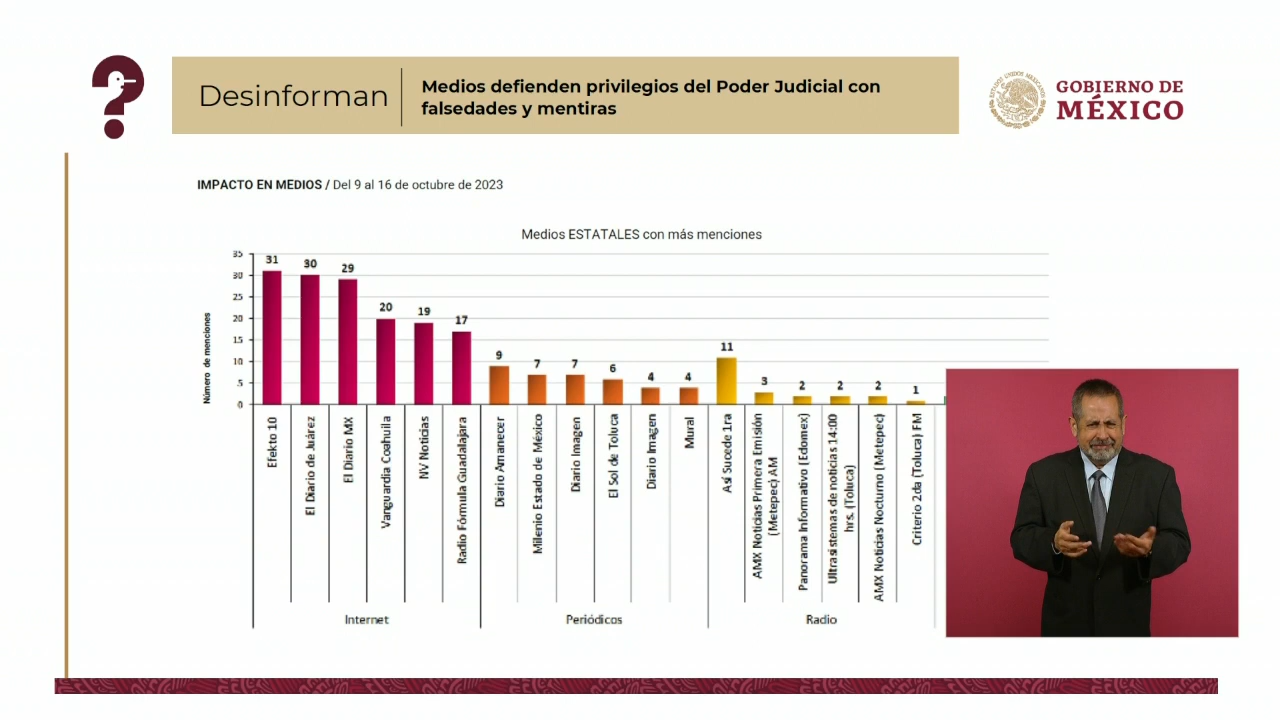 Desinforman
Medios defienden privilegios del Poder Judicial con
falsedades y mentiras
GOBIERNO DE
MÉXICO
IMPACTO EN MEDIOS / Del 9 al 16 de octubre de 2023
Medios ESTATALES con más menciones
Número de menciones
35
30
25
20
15
10
5
0
31
30
29
20
19
17
9
7
7
6
4
4
11
3
2
2
2
1
Efekto 10
El Diario de Juárez
El Diario MX
Vanguardia Coahuila
NV Noticias
Radio Fórmula Guadalajara
Diario Amanecer
Milenio Estado de México
Diario Imagen
El Sol de Toluca
Diario Imagen
Mural
Así Sucede 1ra
AMX Noticias Primera Emisión
(Metepec) AM
Panorama Informativo (Edomex)
Ultrasistemas de noticias 14:00
hrs. (Toluca)
AMX Noticias Nocturno (Metepec)
Criterio 2da (Toluca) FM
Internet
Periódicos
Radio